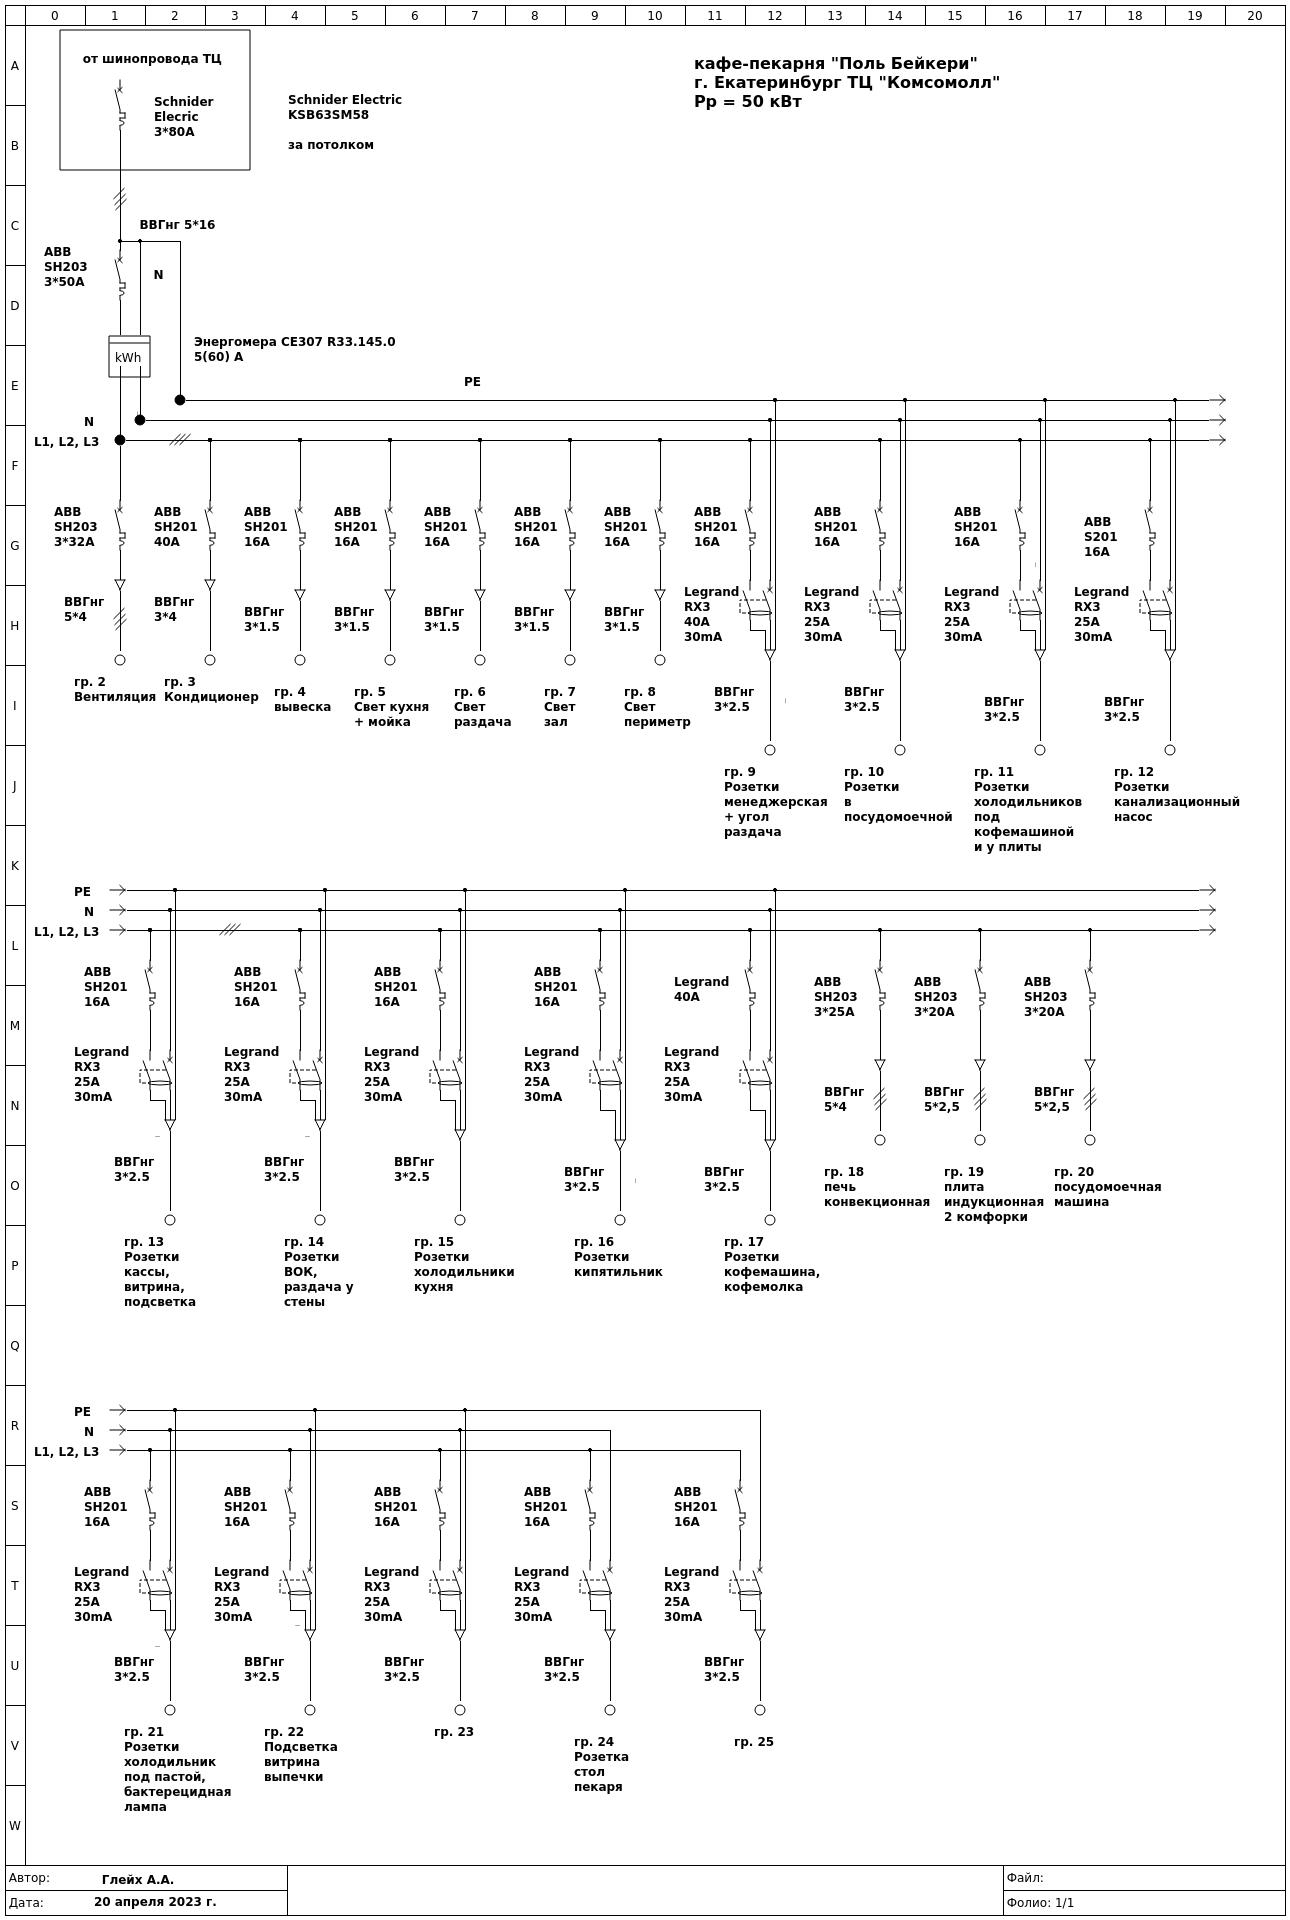 0 1 2 3 4 5 6 7 8 9 10 11 12 13 14 15 16 17 18 19 20
A
B
C
D
E
F
G
H
I
J
K
L
M
N
O
P
Q
R
S
T
U
V
W
от шинопровода ТЦ
Schnider
Elecric
3*80А
Schnider Electric
KSB63SM58
за потолком
кафе-пекарня "Поль Бейкери"
г. Екатеринбург ТЦ "Комсомолл"
Рр = 50 кВт
ВВГнг 5*16
ABB
SH203
3*50A
N
kWh
Энергомера CE307 R33.145.0
5(60) А
PE
N
L1, L2, L3
ABB
SH203
3*32A
ABB
SH201
40A
ABB
SH201
16A
ABB
SH201
16A
ABB
SH201
16A
ABB
SH201
16A
ABB
SH201
16A
ABB
SH201
16A
ABB
SH201
16A
ABB
SH201
16A
ABB
S201
16A
Legrand
RX3
40A
30mA
Legrand
RX3
25A
30mA
Legrand
RX3
25A
30mA
Legrand
RX3
25A
30mA
ВВГнг
5*4
ВВГнг
3*4
ВВГнг
3*1.5
ВВГнг
3*1.5
ВВГнг
3*1.5
ВВГнг
3*1.5
ВВГнг
3*1.5
ВВГнг
3*2.5
ВВГнг
3*2.5
ВВГнг
3*2.5
ВВГнг
3*2.5
гр. 2
Вентиляция
гр. 3
Кондиционер
гр. 4
вывеска
гр. 5
Свет кухня
+ мойка
гр. 6
Свет
раздача
гр. 7
Свет
зал
гр. 8
Свет
периметр
гр. 9
Розетки
менеджерская
+ угол
раздача
гр. 10
Розетки
в
посудомоечной
гр. 11
Розетки
холодильников
под
кофемашиной
и у плиты
гр. 12
Розетки
канализационный
насос
PE
N
L1, L2, L3
ABB
SH201
16A
ABB
SH201
16A
ABB
SH201
16A
ABB
SH201
16A
Legrand
40A
ABB
SH203
3*25A
ABB
SH203
3*20A
ABB
SH203
3*20A
Legrand
RX3
25A
30mA
Legrand
RX3
25A
30mA
Legrand
RX3
25A
30mA
Legrand
RX3
25A
30mA
Legrand
RX3
25A
30mA
ВВГнг
5*4
ВВГнг
5*2,5
ВВГнг
5*2,5
ВВГнг
3*2.5
ВВГнг
3*2.5
ВВГнг
3*2.5
ВВГнг
3*2.5
ВВГнг
3*2.5
гр. 18
печь
конвекционная
гр. 19
плита
индукционная
2 комфорки
гр. 20
посудомоечная
машина
гр. 13
Розетки
кассы,
витрина,
подсветка
гр. 14
Розетки
ВОК,
раздача у
стены
гр. 15
Розетки
холодильники
кухня
гр. 16
Розетки
кипятильник
гр. 17
Розетки
кофемашина,
кофемолка
PE
N
L1, L2, L3
ABB
SH201
16A
ABB
SH201
16A
ABB
SH201
16A
ABB
SH201
16A
ABB
SH201
16A
Legrand
RX3
25A
30mA
Legrand
RX3
25A
30mA
Legrand
RX3
25A
30mA
Legrand
RX3
25A
30mA
Legrand
RX3
25A
30mA
ВВГнг
3*2.5
ВВГнг
3*2.5
ВВГнг
3*2.5
ВВГнг
3*2.5
ВВГнг
3*2.5
гр. 21
Розетки
холодильник
под пастой,
бактерецидная
лампа
гр. 22
Подсветка
витрина
выпечки
гр. 23
гр. 24
Розетка
стол
пекаря
гр. 25
Автор: Глейх А.А.
Дата: 20 апреля 2023 г.
Файл:
Фолио: 1/1